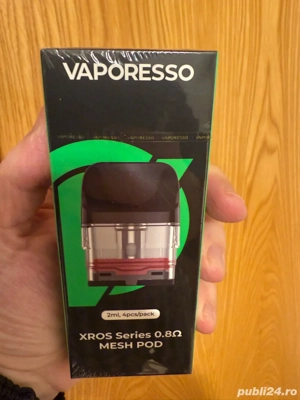 VAPORESSO
2ml, 4pcs/pack
XROS Series 0.8Ω
MESH POD
publi24.ro